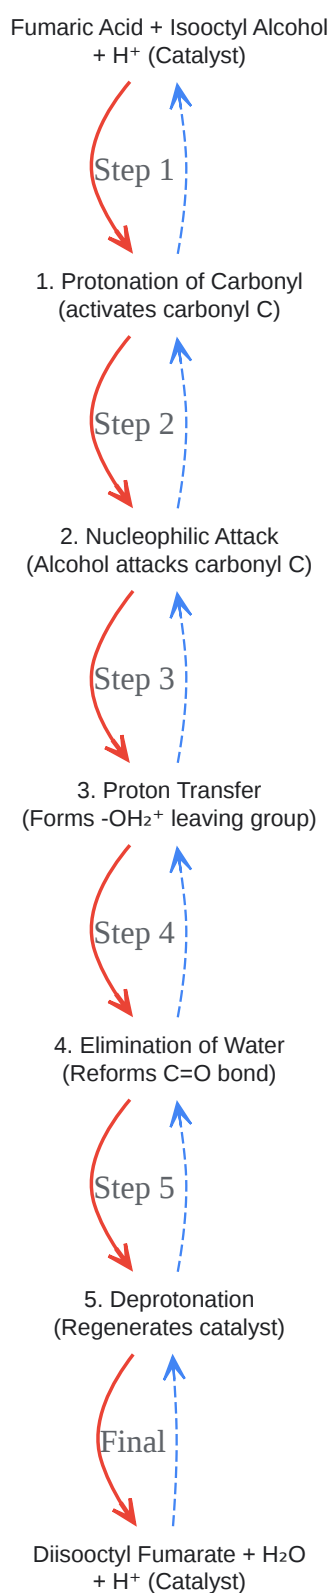 Fumaric Acid + Isooctyl Alcohol
+ H⁺ (Catalyst)
Step 1
1. Protonation of Carbonyl
(activates carbonyl C)
Step 2
2. Nucleophilic Attack
(Alcohol attacks carbonyl C)
Step 3
3. Proton Transfer
(Forms -OH₂⁺ leaving group)
Step 4
4. Elimination of Water
(Reforms C=O bond)
Step 5
5. Deprotonation
(Regenerates catalyst)
Final
Diisooctyl Fumarate + H₂O
+ H⁺ (Catalyst)